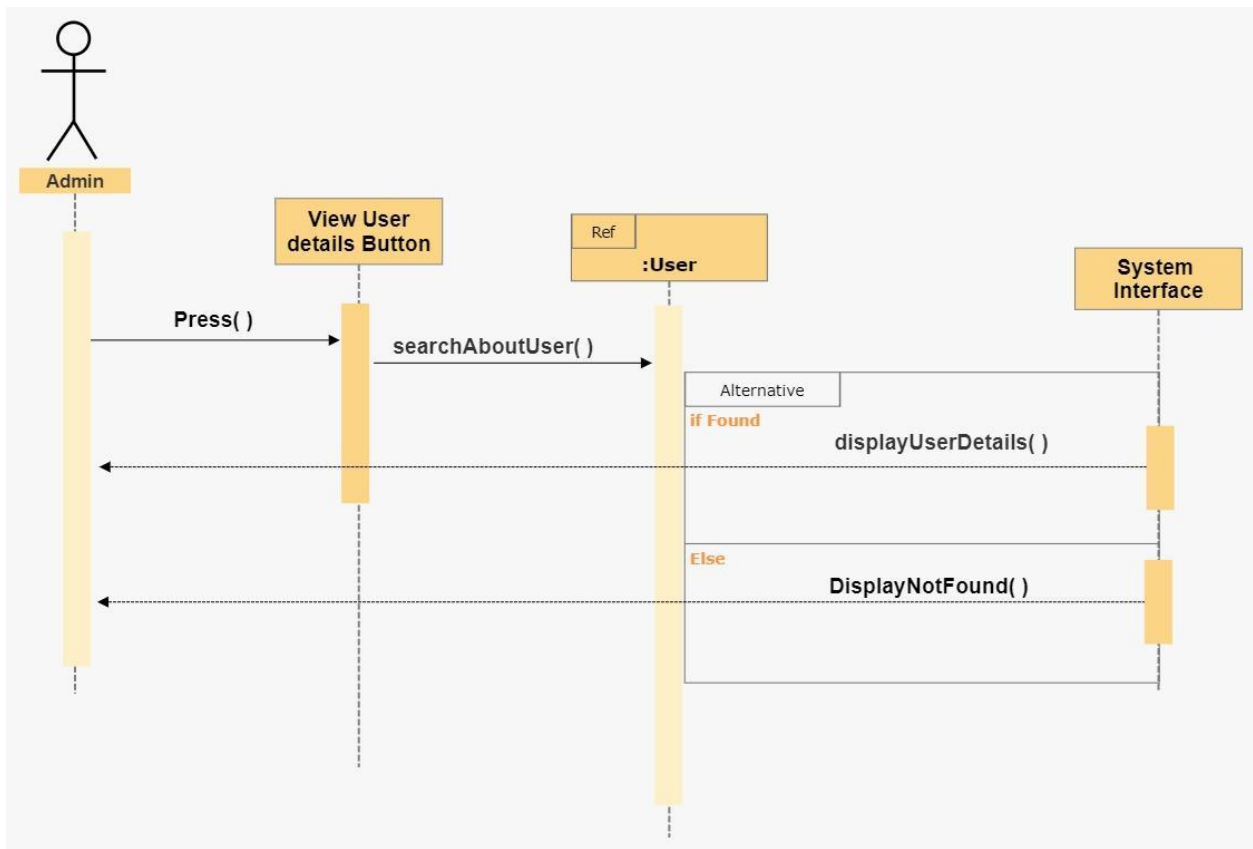 Admin
View User
details Button
Ref
:User
System
Interface
Press( )
searchAboutUser( )
Alternative
if Found
displayUserDetails( )
Else
DisplayNotFound( )